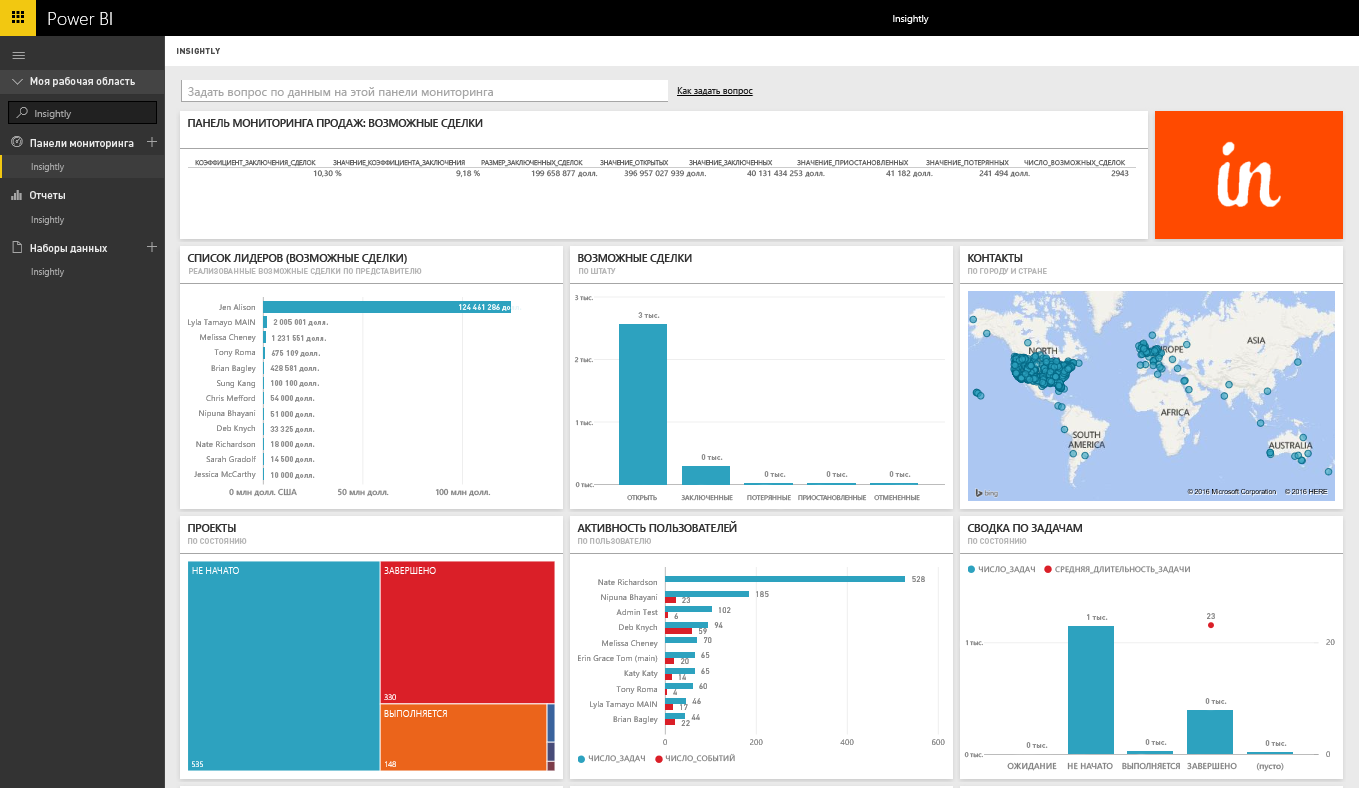 Power BI
Insightly
INSIGHTLY
Моя рабочая область
Insightly
Панели мониторинга
Insightly
Отчеты
Insightly
Наборы данных
Insightly
Задать вопрос по данным на этой панели мониторинга
Как задать вопрос
ПАНЕЛЬ МОНИТОРИНГА ПРОДАЖ: ВОЗМОЖНЫЕ СДЕЛКИ
КОЭФФИЦИЕНТ_ЗАКЛЮЧЕНИЯ_СДЕЛОК ЗНАЧЕНИЕ_КОЭФФИЦИЕНТА_ЗАКЛЮЧЕНИЯ РАЗМЕР_ЗАКЛЮЧЕННЫХ_СДЕЛОК ЗНАЧЕНИЕ_ОТКРЫТЫХ ЗНАЧЕНИЕ_ЗАКЛЮЧЕННЫХ ЗНАЧЕНИЕ_ПРИОСТАНОВЛЕННЫХ ЗНАЧЕНИЕ_ПОТЕРЯННЫХ ЧИСЛО_ВОЗМОЖНЫХ_СДЕЛОК
10,30 % 9,18 % 199 658 877 долл. 396 957 027 939 долл. 40 131 434 253 долл. 41 182 долл. 241 494 долл. 2943
in
СПИСОК ЛИДЕРОВ (ВОЗМОЖНЫЕ СДЕЛКИ)
РЕАЛИЗОВАННЫЕ ВОЗМОЖНЫЕ СДЕЛКИ ПО ПРЕДСТАВИТЕЛЮ
Jen Alison 124 461 286 до
Lyla Tamayo MAIN 2 005 001 долл.
Melissa Cheney 1 231 551 долл.
Tony Roma 675 109 долл.
Brian Bagley 428 581 долл.
Sung Kang 100 100 долл.
Chris Mefford 54 000 долл.
Nipuna Bhayani 51 000 долл.
Deb Knych 33 325 долл.
Nate Richardson 18 000 долл.
Sarah Gradolf 14 500 долл.
Jessica McCarthy 10 000 долл.
0 млн долл. США 50 млн долл. 100 млн долл.
ВОЗМОЖНЫЕ СДЕЛКИ
ПО ШТАТУ
3 тыс.
3 тыс.
2 тыс.
1 тыс.
0 тыс. 0 тыс. 0 тыс. 0 тыс.
0 тыс.
ОТКРЫТЬ ЗАКЛЮЧЕННЫЕ ПОТЕРЯННЫЕ ПРИОСТАНОВЛЕННЫЕ ОТМЕНЕННЫЕ
КОНТАКТЫ
ПО ГОРОДУ И СТРАНЕ
ASIA
NORTH
ROPE
AFRICA
SOUTH
AMERICA
AUSTRALIA
bing
© 2016 Microsoft Corporation © 2016 HERE
ПРОЕКТЫ
ПО СОСТОЯНИЮ
НЕ НАЧАТО
535
ЗАВЕРШЕНО
330
ВЫПОЛНЯЕТСЯ
148
АКТИВНОСТЬ ПОЛЬЗОВАТЕЛЕЙ
ПО ПОЛЬЗОВАТЕЛЮ
Nate Richardson 528
Nipuna Bhayani 185
23
Admin Test 102
6
Deb Knych 94
59
Melissa Cheney 70
Erin Grace Tom (main) 65
20
Katy Katy 65
14
Tony Roma 60
4
Lyla Tamayo MAIN 46
17
Brian Bagley 44
22
0 200 400 600
ЧИСЛО_ЗАДАЧ ЧИСЛО_СОБЫТИЙ
СВОДКА ПО ЗАДАЧАМ
ПО СОСТОЯНИЮ
ЧИСЛО_ЗАДАЧ СРЕДНЯЯ_ДЛИТЕЛЬНОСТЬ_ЗАДАЧИ
1 тыс. 23
1 тыс. 20
0 тыс. 0 тыс. 0 тыс. 0 тыс.
0 тыс. 0
ОЖИДАНИЕ НЕ НАЧАТО ВЫПОЛНЯЕТСЯ ЗАВЕРШЕНО (пусто)